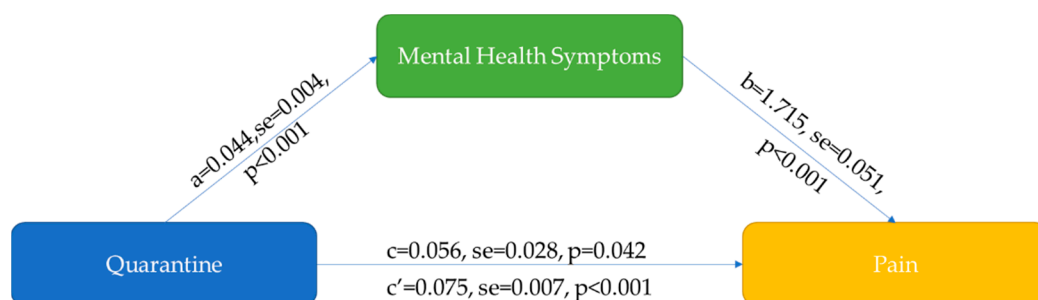 Mental Health Symptoms
a=0.044,se=0.004,
p<0.001
b=1.715, se=0.051,
p<0.001
Quarantine
c=0.056, se=0.028, p=0.042
c’=0.075, se=0.007, p<0.001
Pain